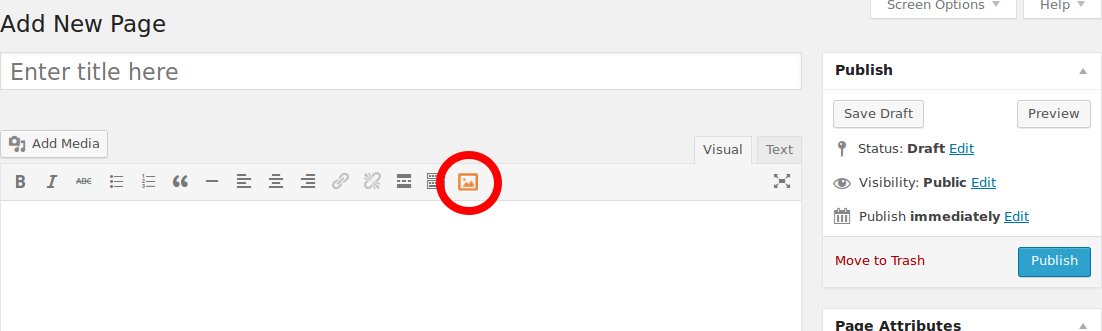 Screen Options Help
Add New Page
Enter title here
Add Media
Visual Text
B I ABC
Publish
Save Draft Preview
Status: Draft Edit
Visibility: Public Edit
Publish immediately Edit
Move to Trash Publish
Page Attributes